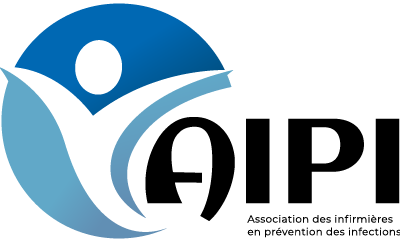 AIPI
Association des infirmières
en prévention des infections